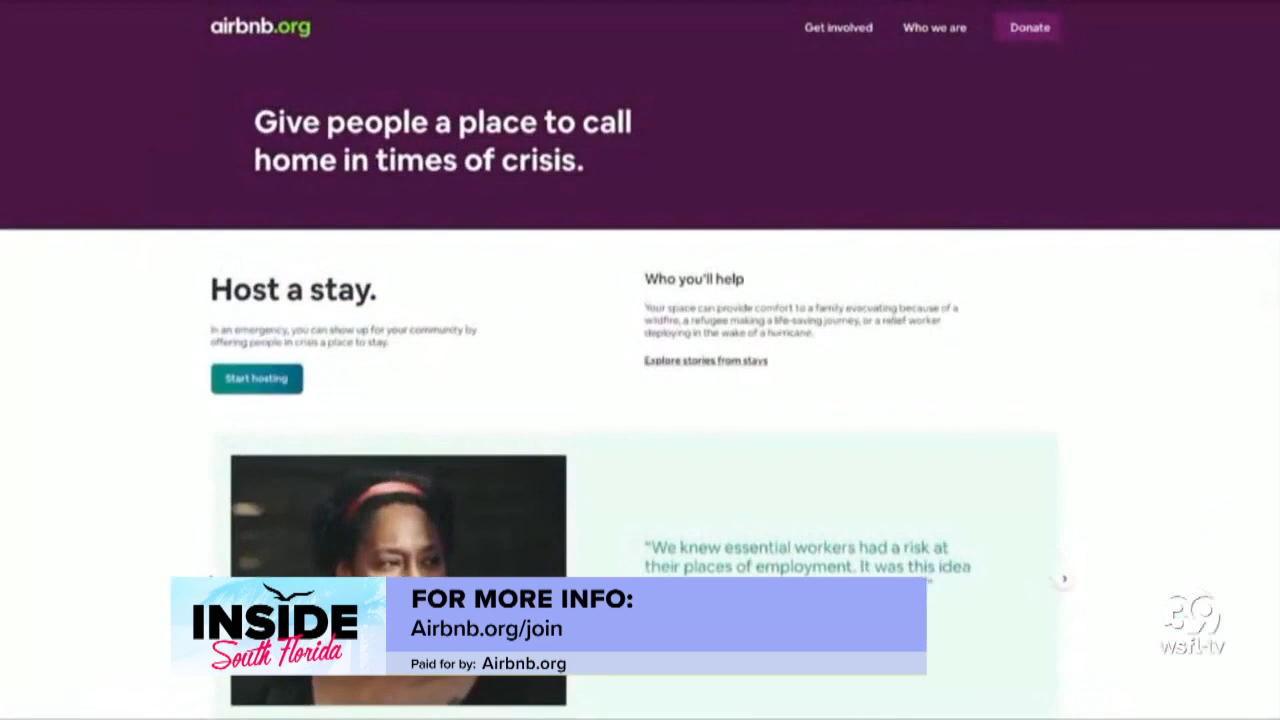 airbnb.org
Get involved
Who we are
Donate
Give people a place to call
home in times of crisis.
Host a stay.
In an emergency, you can show up for your community by
offering people in crisis a place to stay.
Start hosting
Who you'll help
Your space can provide comfort to a family evacuating because of a
wildfire, a refugee making a life-saving journey, or a relief worker
deploying in the wake of a hurricane.
Explore stories from stays
“We knew essential workers had a risk at
their places of employment. It was this idea
INSIDE
South Florida
FOR MORE INFO:
Airbnb.org/join
Paid for by: Airbnb.org
39
wsfl-tv